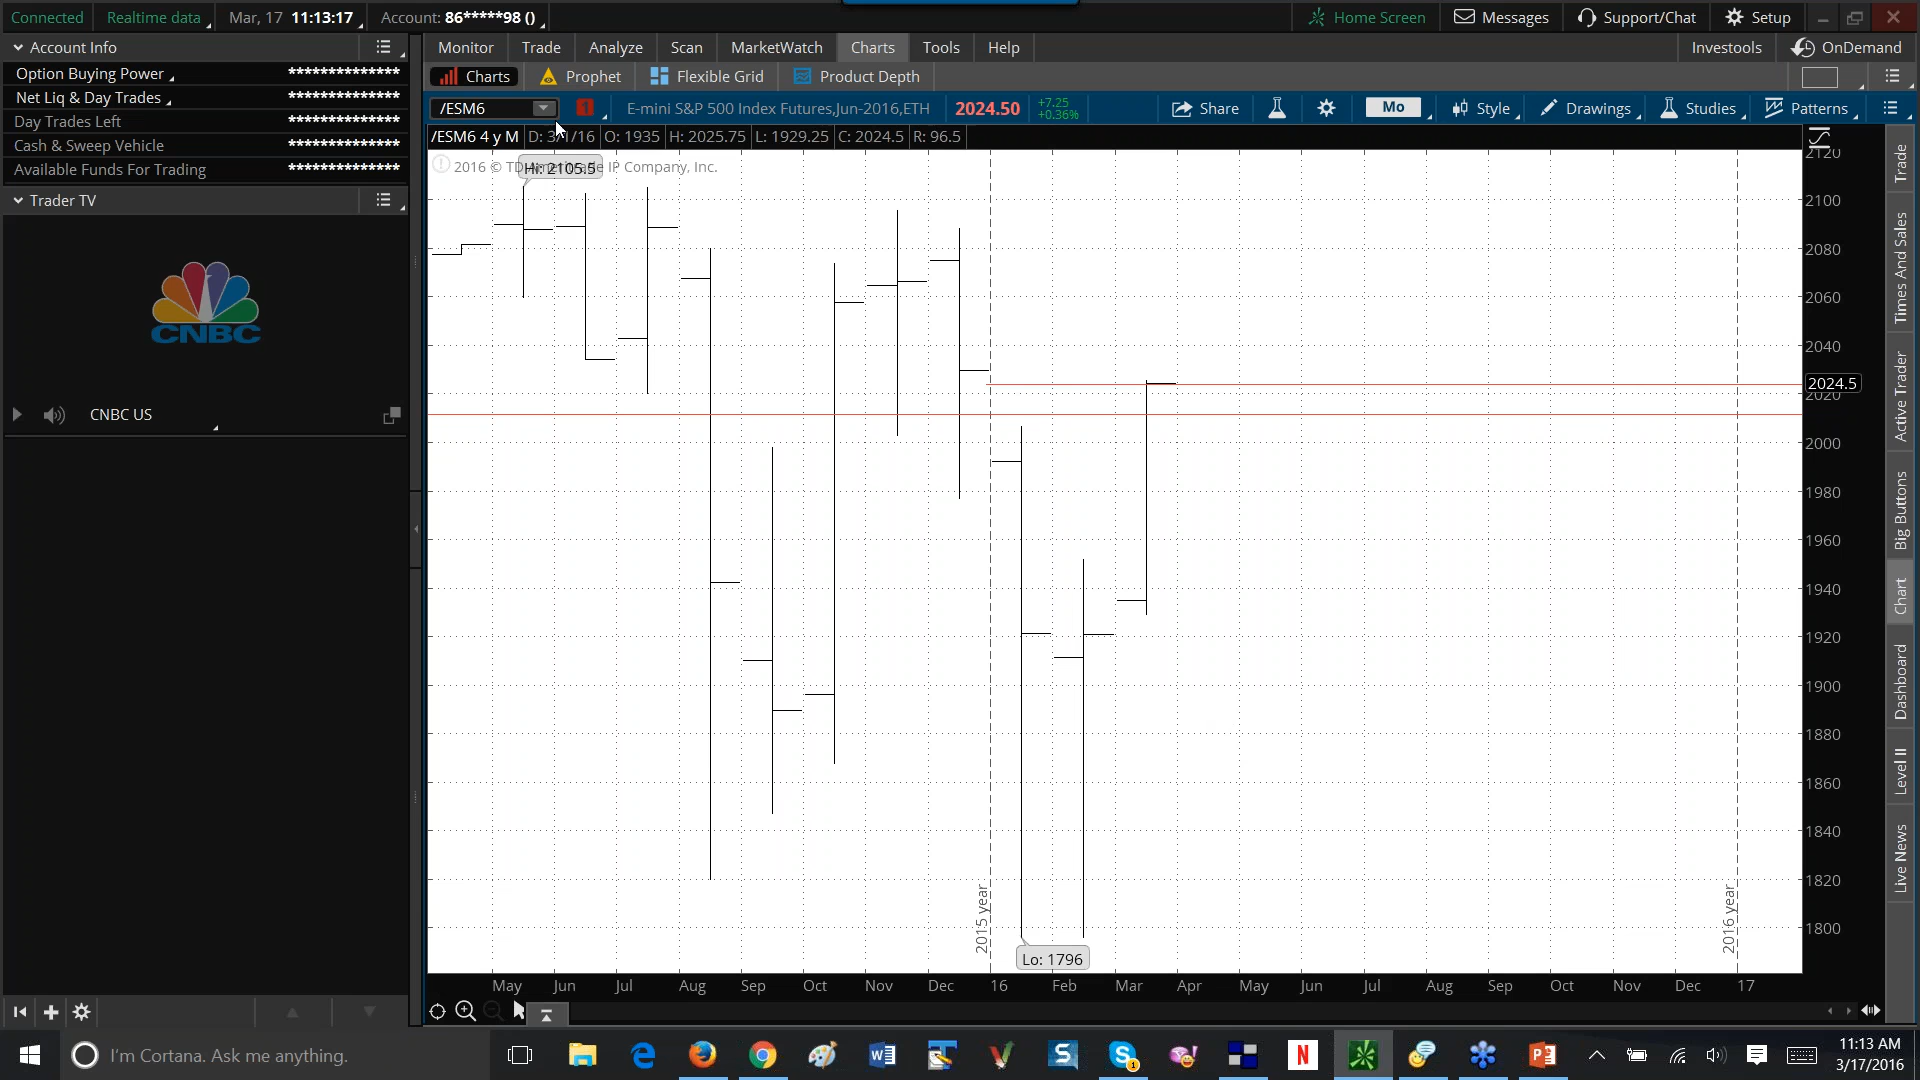 Connected Realtime data Mar, 17 11:13:17 Account: 86*****98 () Home Screen Messages Support/Chat Setup
Account Info
Option Buying Power **************
Net Liq & Day Trades **************
Day Trades Left **************
Cash & Sweep Vehicle **************
Available Funds For Trading **************
Trader TV
CNBC
CNBC US
Monitor Trade Analyze Scan MarketWatch Charts Tools Help Investools OnDemand
Charts Prophet Flexible Grid Product Depth
/ESM6 1 E-mini S&P 500 Index Futures,Jun-2016,ETH 2024.50 +7.25 +0.36% Share Mo Style Drawings Studies Patterns
/ESM6 4 y M D: 3/1/16 O: 1935 H: 2025.75 L: 1929.25 C: 2024.5 R: 96.5
2016 © TD Ameritrade IP Company, Inc.
Hi: 2105.5
2120
2100
2080
2060
2040
2024.5
2020
2000
1980
1960
1940
1920
1900
1880
1860
1840
1820
1800
2015 year
2016 year
Lo: 1796
May Jun Jul Aug Sep Oct Nov Dec 16 Feb Mar Apr May Jun Jul Aug Sep Oct Nov Dec 17
Trade
Times And Sales
Active Trader
Big Buttons
Chart
Dashboard
Level II
Live News
I'm Cortana. Ask me anything.
11:13 AM
3/17/2016